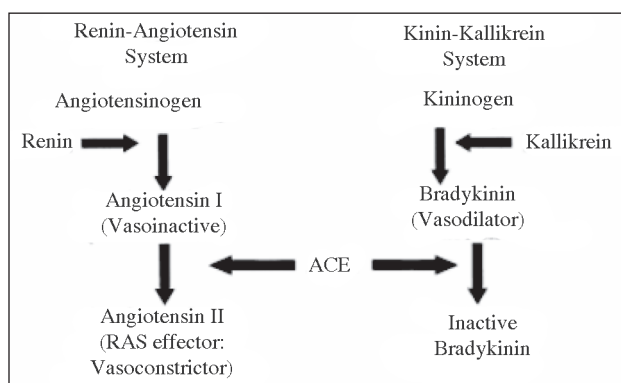 Renin-Angiotensin
System
Angiotensinogen
Renin
Angiotensin I
(Vasoinactive)
Angiotensin II
(RAS effector:
Vasoconstrictor)
ACE
Kinin-Kallikrein
System
Kininogen
Kallikrein
Bradykinin
(Vasodilator)
Inactive
Bradykinin